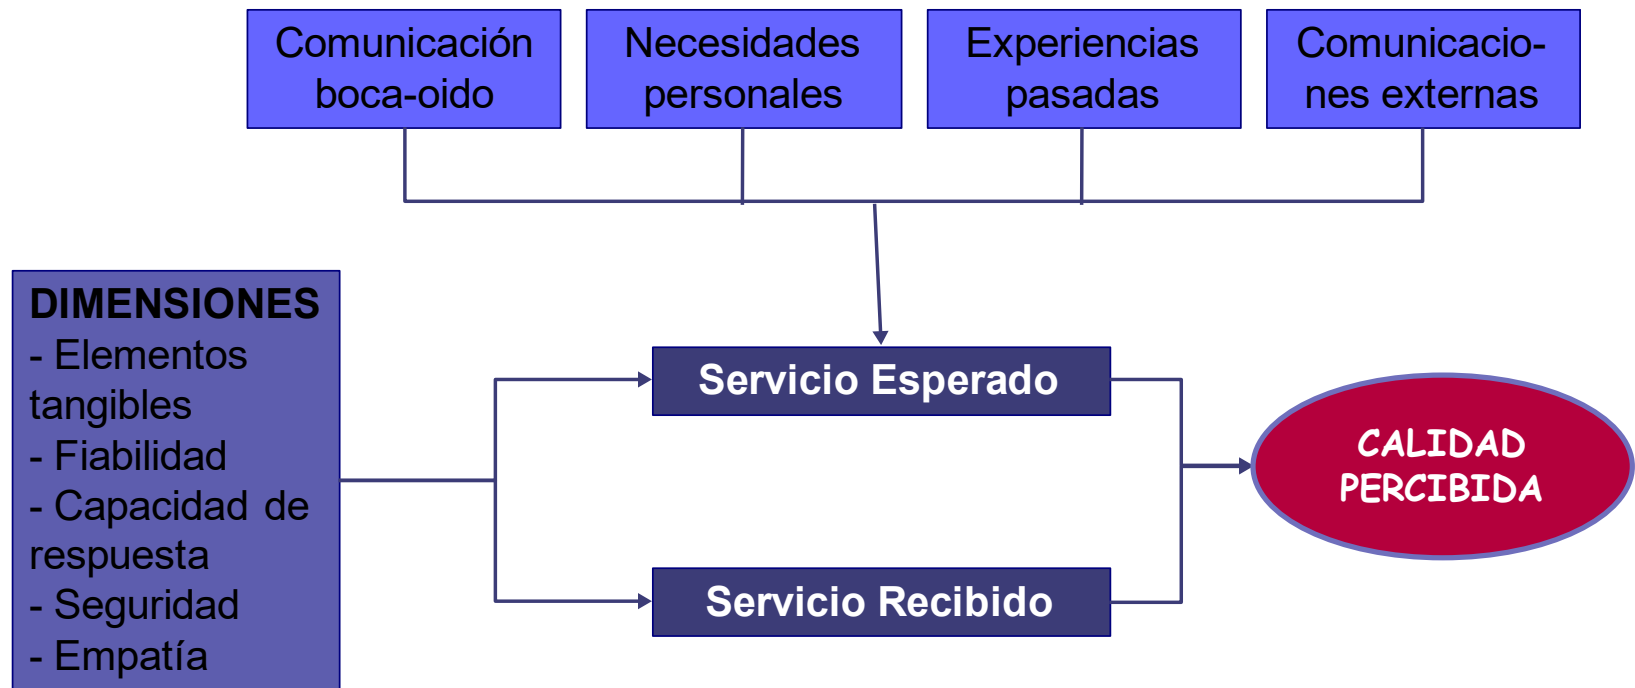 Comunicación
boca-oido
Necesidades
personales
Experiencias
pasadas
Comunicacio-
nes externas
DIMENSIONES
- Elementos
tangibles
- Fiabilidad
- Capacidad de
respuesta
- Seguridad
- Empatía
Servicio Esperado
Servicio Recibido
CALIDAD
PERCIBIDA